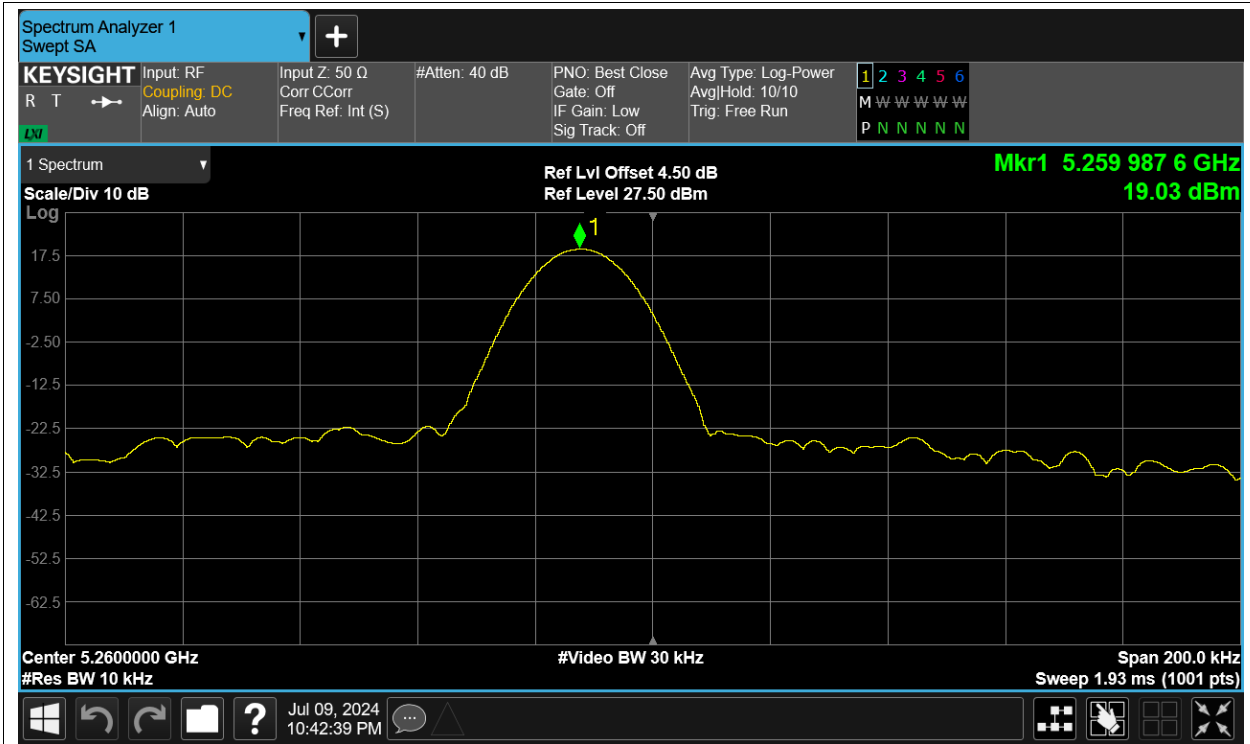 Spectrum Analyzer 1
Swept SA
KEYSIGHT
R T
LXI
Input: RF
Coupling: DC
Align: Auto
Input Z: 50 Ω
Corr CCorr
Freq Ref: Int (S)
#Atten: 40 dB
PNO: Best Close
Gate: Off
IF Gain: Low
Sig Track: Off
Avg Type: Log-Power
Avg|Hold: 10/10
Trig: Free Run
1 2 3 4 5 6
M W W W W W
P N N N N N
1 Spectrum
Scale/Div 10 dB
Ref Lvl Offset 4.50 dB
Ref Level 27.50 dBm
Mkr1 5.259 987 6 GHz
19.03 dBm
Log
1
17.5
7.50
-2.50
-12.5
-22.5
-32.5
-42.5
-52.5
-62.5
Center 5.2600000 GHz
#Video BW 30 kHz
Span 200.0 kHz
#Res BW 10 kHz
Sweep 1.93 ms (1001 pts)
?
Jul 09, 2024
10:42:39 PM